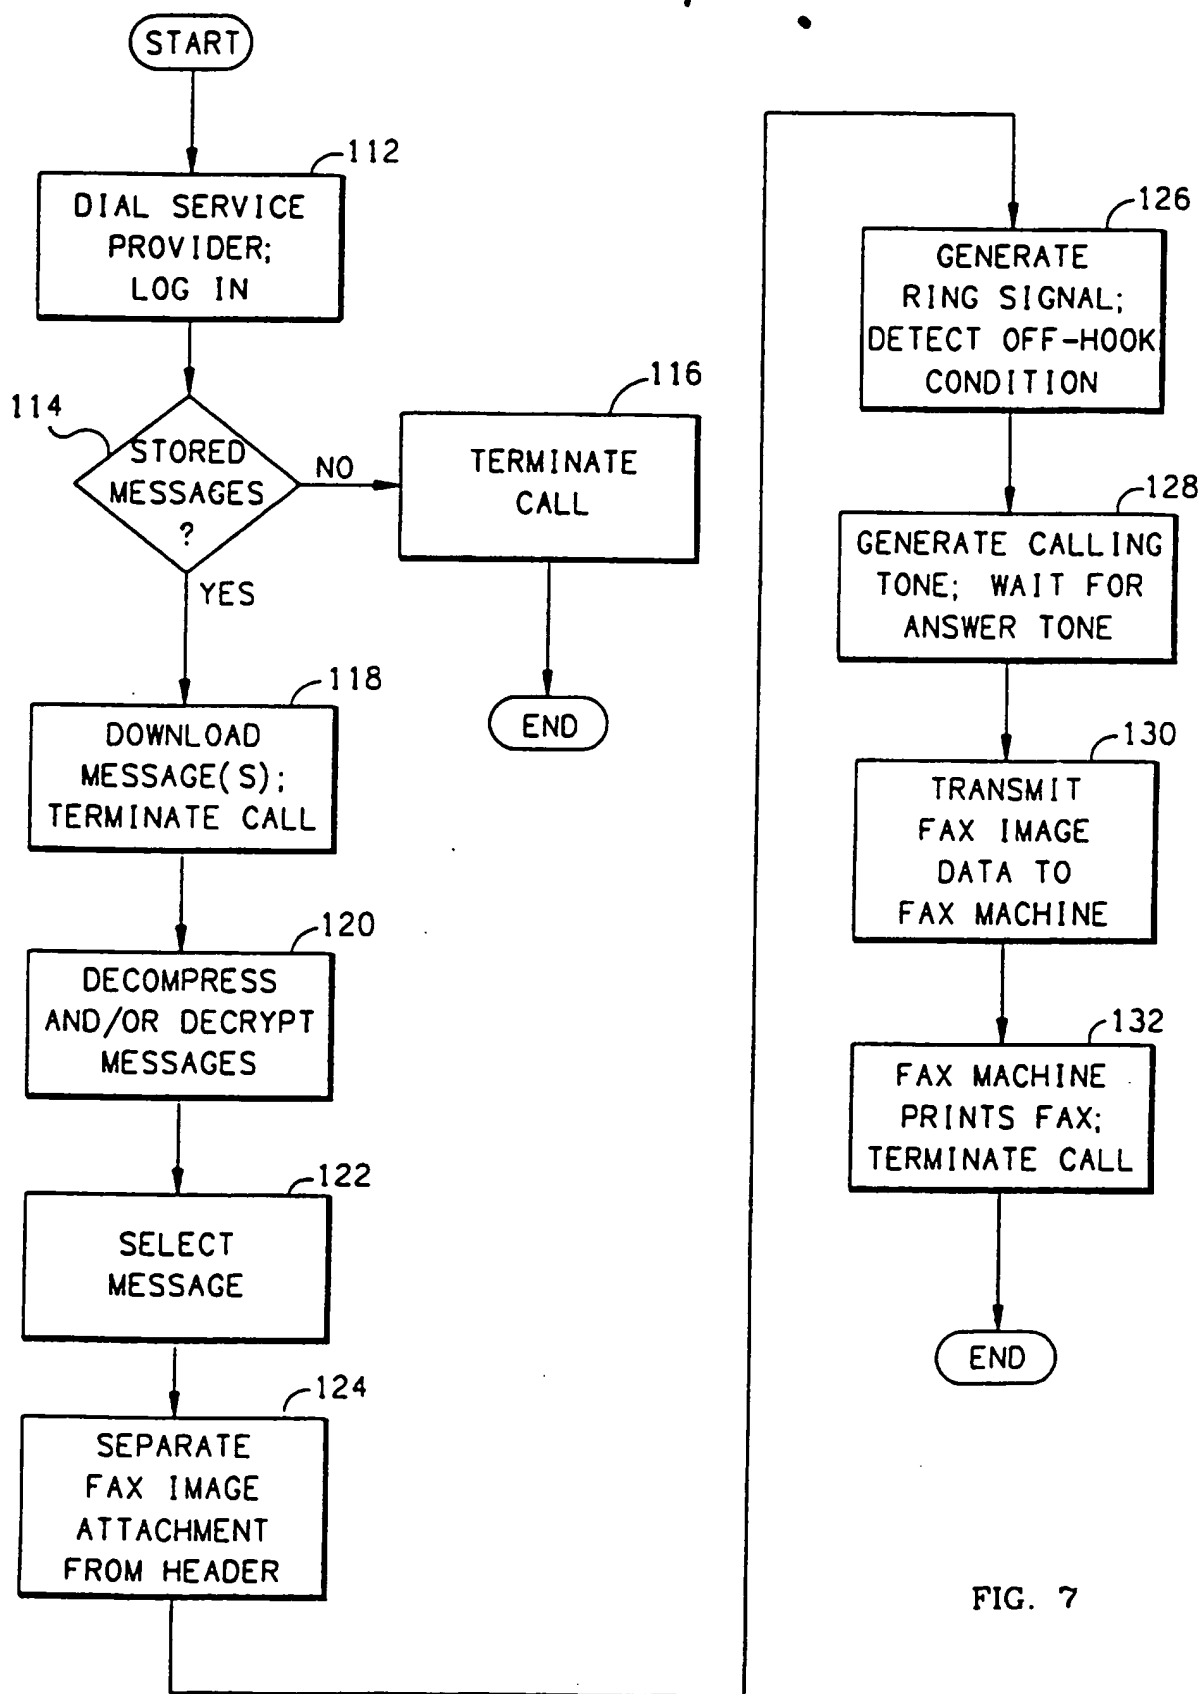 START
112
DIAL SERVICE
PROVIDER;
LOG IN
114
STORED
MESSAGES
?
NO
YES
116
TERMINATE
CALL
END
118
DOWNLOAD
MESSAGE(S);
TERMINATE CALL
120
DECOMPRESS
AND/OR DECRYPT
MESSAGES
122
SELECT
MESSAGE
124
SEPARATE
FAX IMAGE
ATTACHMENT
FROM HEADER
126
GENERATE
RING SIGNAL;
DETECT OFF-HOOK
CONDITION
128
GENERATE CALLING
TONE; WAIT FOR
ANSWER TONE
130
TRANSMIT
FAX IMAGE
DATA TO
FAX MACHINE
132
FAX MACHINE
PRINTS FAX;
TERMINATE CALL
END
FIG. 7